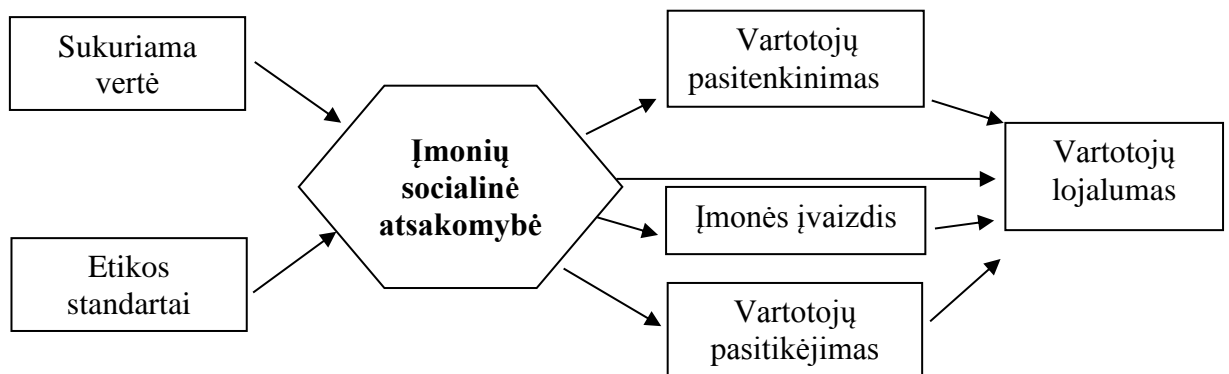 Sukuriama
vertė
Etikos
standartai
Įmonių
socialinė
atsakomybė
Vartotojų
pasitenkinimas
Įmonės įvaizdis
Vartotojų
pasitikėjimas
Vartotojų
lojalumas